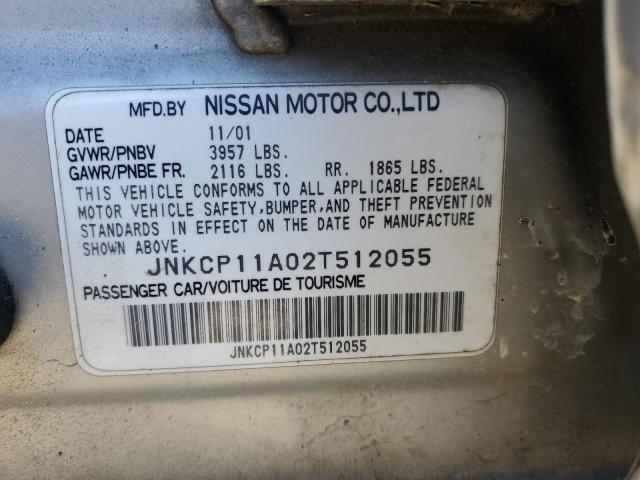 MFD.BY NISSAN MOTOR CO.,LTD
DATE 11/01
GVWR/PNBV 3957 LBS.
GAWR/PNBE FR. 2116 LBS. RR. 1865 LBS.
THIS VEHICLE CONFORMS TO ALL APPLICABLE FEDERAL
MOTOR VEHICLE SAFETY,BUMPER,AND THEFT PREVENTION
STANDARDS IN EFFECT ON THE DATE OF MANUFACTURE
SHOWN ABOVE.
JNKCP11A02T512055
PASSENGER CAR/VOITURE DE TOURISME
JNKCP11A02T512055